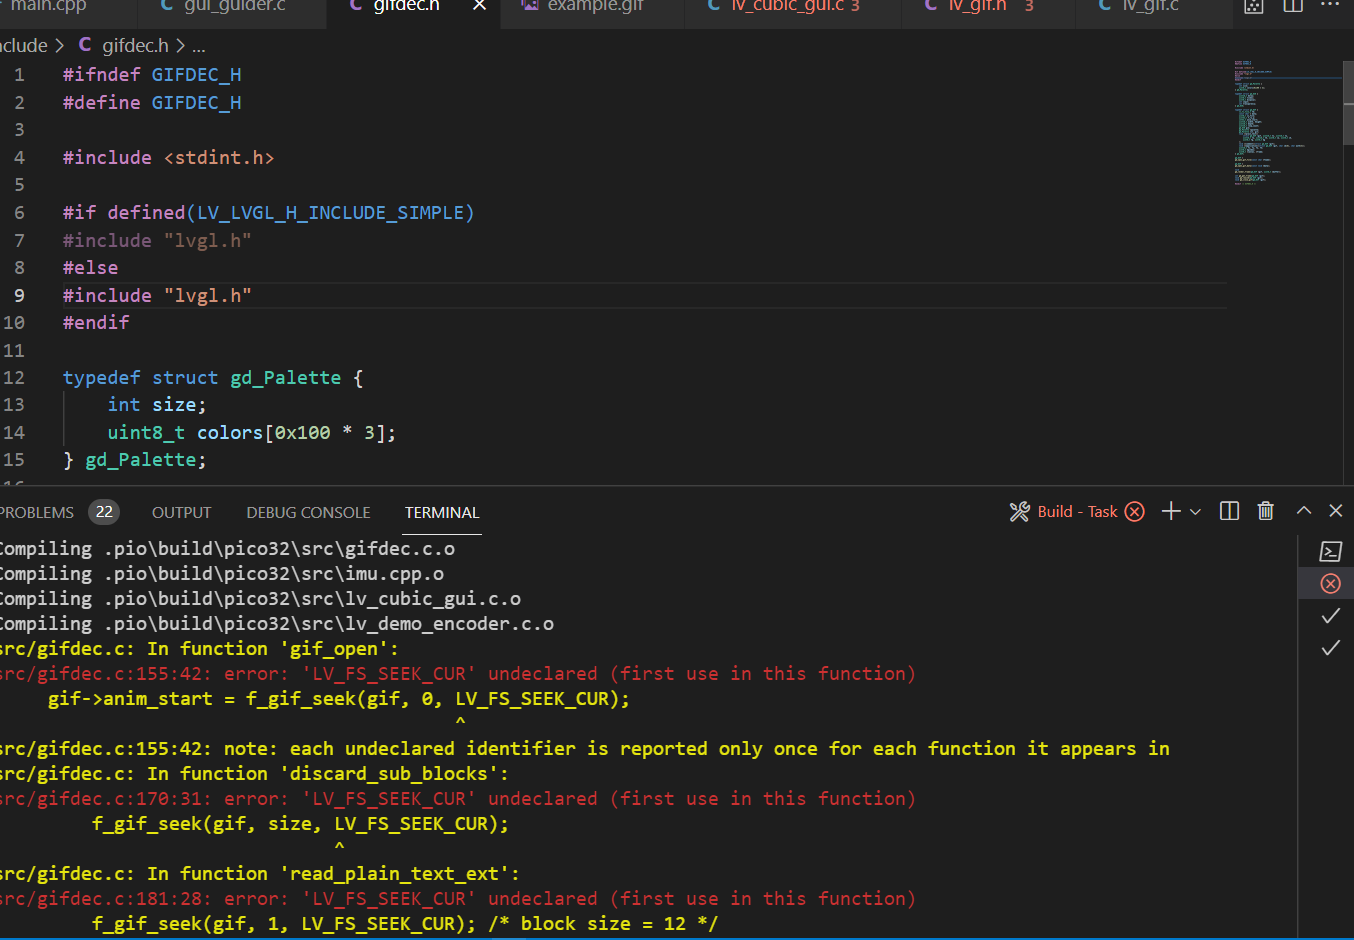 main.cpp
C gui_guider.c
C gifdec.h ×
example.gif
C lv_cubic_gui.c 3
C lv_gif.h 3
C lv_gif.c
...
nclude > C gifdec.h > ...
1 #ifndef GIFDEC_H
2 #define GIFDEC_H
3
4 #include <stdint.h>
5
6 #if defined(LV_LVGL_H_INCLUDE_SIMPLE)
7 #include "lvgl.h"
8 #else
9 #include "lvgl.h"
10 #endif
11
12 typedef struct gd_Palette {
13 int size;
14 uint8_t colors[0x100 * 3];
15 } gd_Palette;
16
PROBLEMS 22 OUTPUT DEBUG CONSOLE TERMINAL
Build - Task
Compiling .pio\build\pico32\src\gifdec.c.o
Compiling .pio\build\pico32\src\imu.cpp.o
Compiling .pio\build\pico32\src\lv_cubic_gui.c.o
Compiling .pio\build\pico32\src\lv_demo_encoder.c.o
src/gifdec.c: In function 'gif_open':
src/gifdec.c:155:42: error: 'LV_FS_SEEK_CUR' undeclared (first use in this function)
gif->anim_start = f_gif_seek(gif, 0, LV_FS_SEEK_CUR);
^
src/gifdec.c:155:42: note: each undeclared identifier is reported only once for each function it appears in
src/gifdec.c: In function 'discard_sub_blocks':
src/gifdec.c:170:31: error: 'LV_FS_SEEK_CUR' undeclared (first use in this function)
f_gif_seek(gif, size, LV_FS_SEEK_CUR);
^
src/gifdec.c: In function 'read_plain_text_ext':
src/gifdec.c:181:28: error: 'LV_FS_SEEK_CUR' undeclared (first use in this function)
f_gif_seek(gif, 1, LV_FS_SEEK_CUR); /* block size = 12 */